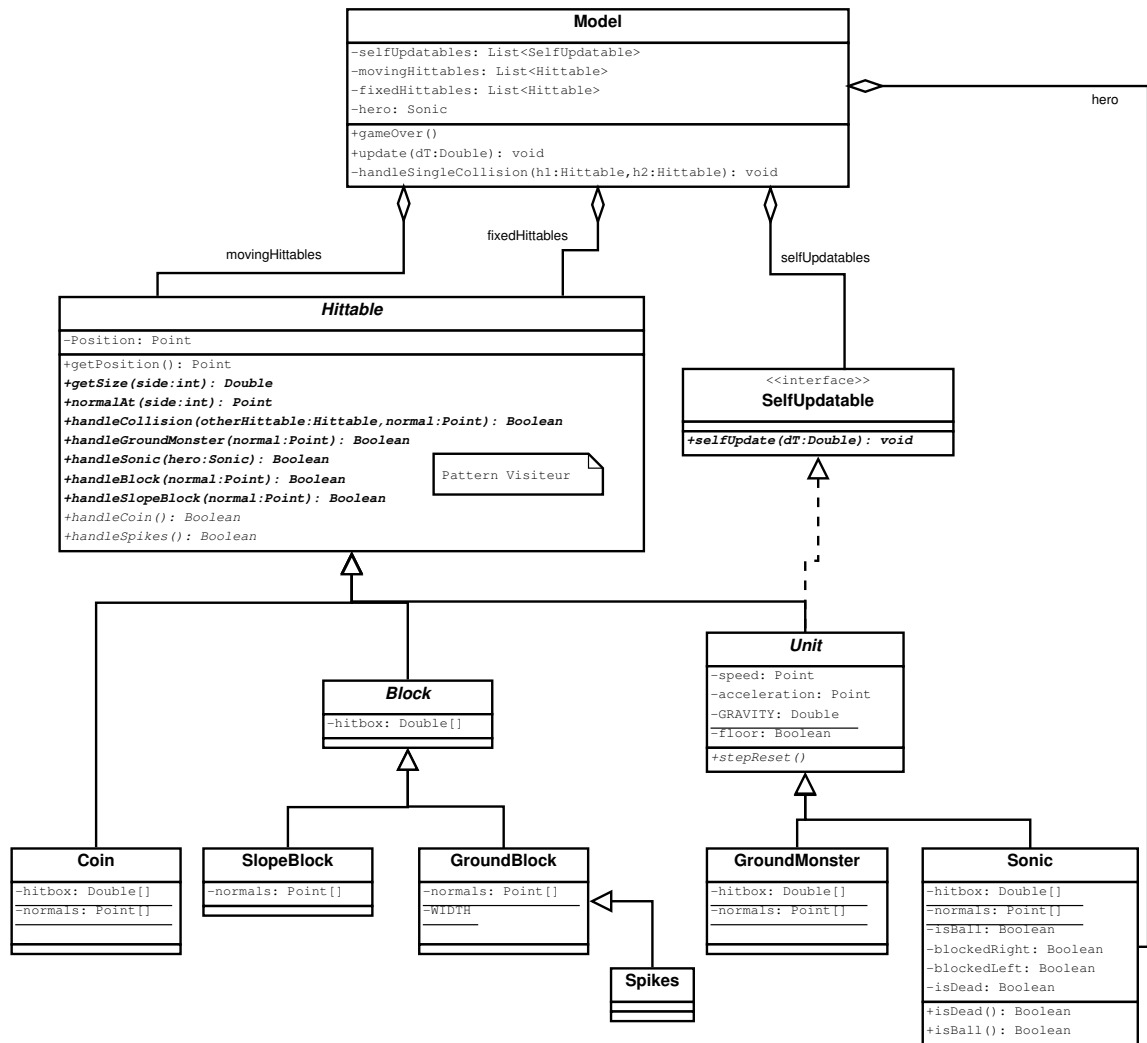 Model
-selfUpdatables: List<SelfUpdatable>
-movingHittables: List<Hittable>
-fixedHittables: List<Hittable>
-hero: Sonic
+gameOver()
+update(dT:Double): void
-handleSingleCollision(h1:Hittable,h2:Hittable): void
hero
movingHittables
fixedHittables
selfUpdatables
Hittable
-Position: Point
+getPosition(): Point
+getSize(side:int): Double
+normalAt(side:int): Point
+handleCollision(otherHittable:Hittable,normal:Point): Boolean
+handleGroundMonster(normal:Point): Boolean
+handleSonic(hero:Sonic): Boolean
+handleBlock(normal:Point): Boolean
+handleSlopeBlock(normal:Point): Boolean
+handleCoin(): Boolean
+handleSpikes(): Boolean
Pattern Visiteur
<<interface>>
SelfUpdatable
+selfUpdate(dT:Double): void
Block
-hitbox: Double[]
Unit
-speed: Point
-acceleration: Point
-GRAVITY: Double
-floor: Boolean
+stepReset()
Coin
-hitbox: Double[]
-normals: Point[]
SlopeBlock
-normals: Point[]
GroundBlock
-normals: Point[]
-WIDTH
Spikes
GroundMonster
-hitbox: Double[]
-normals: Point[]
Sonic
-hitbox: Double[]
-normals: Point[]
-isBall: Boolean
-blockedRight: Boolean
-blockedLeft: Boolean
-isDead: Boolean
+isDead(): Boolean
+isBall(): Boolean